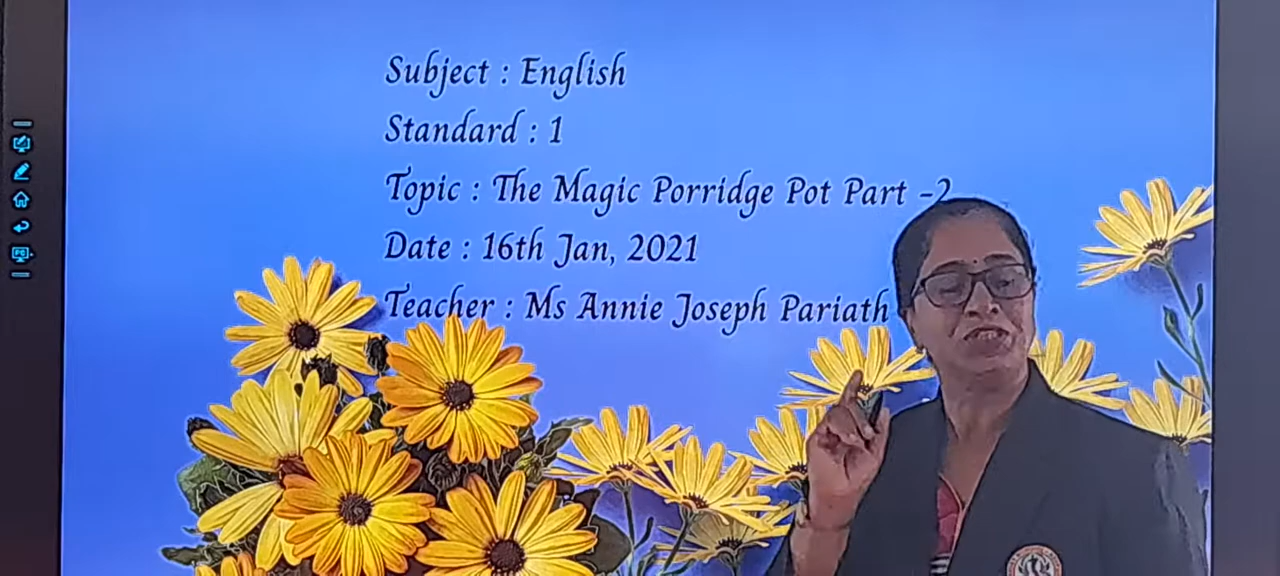 Subject : English
Standard : 1
Topic : The Magic Porridge Pot Part -2
Date : 16th Jan, 2021
Teacher : Ms Annie Joseph Pariath